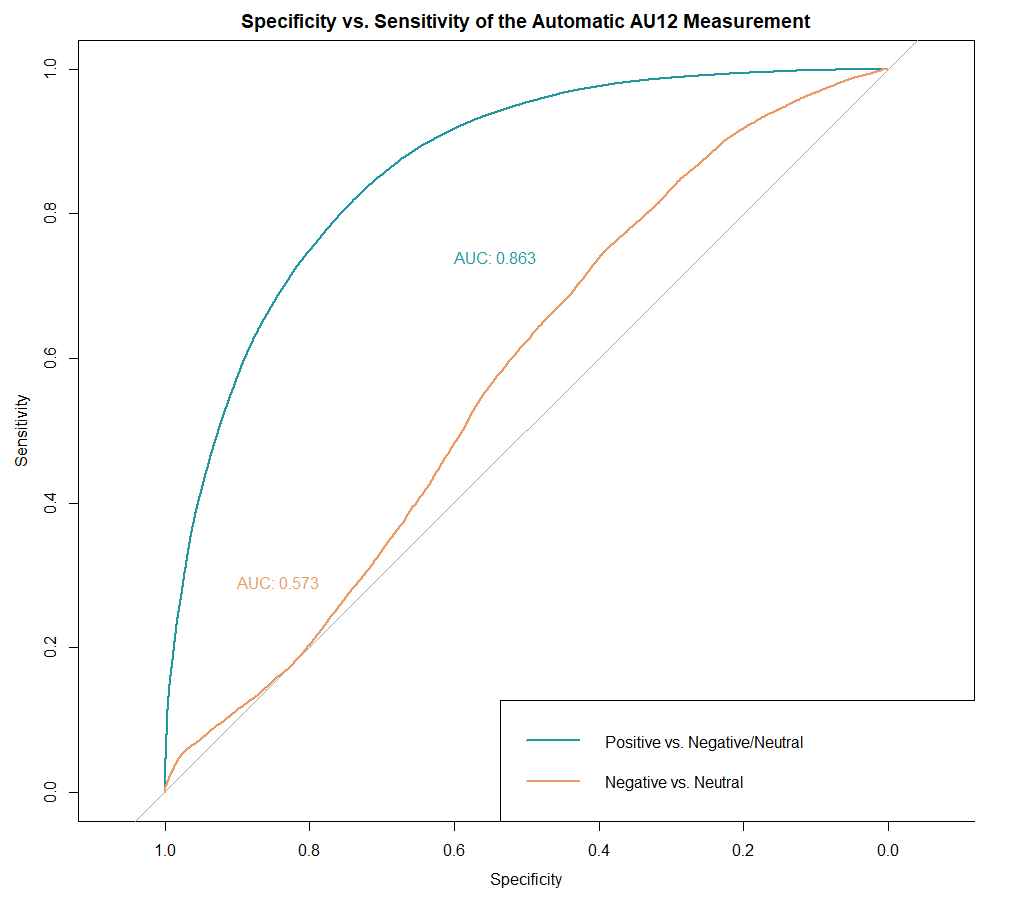 Specificity vs. Sensitivity of the Automatic AU12 Measurement
1.0
0.8
0.6
0.4
0.2
0.0
Sensitivity
AUC: 0.863
AUC: 0.573
Positive vs. Negative/Neutral
Negative vs. Neutral
1.0 0.8 0.6 0.4 0.2 0.0
Specificity